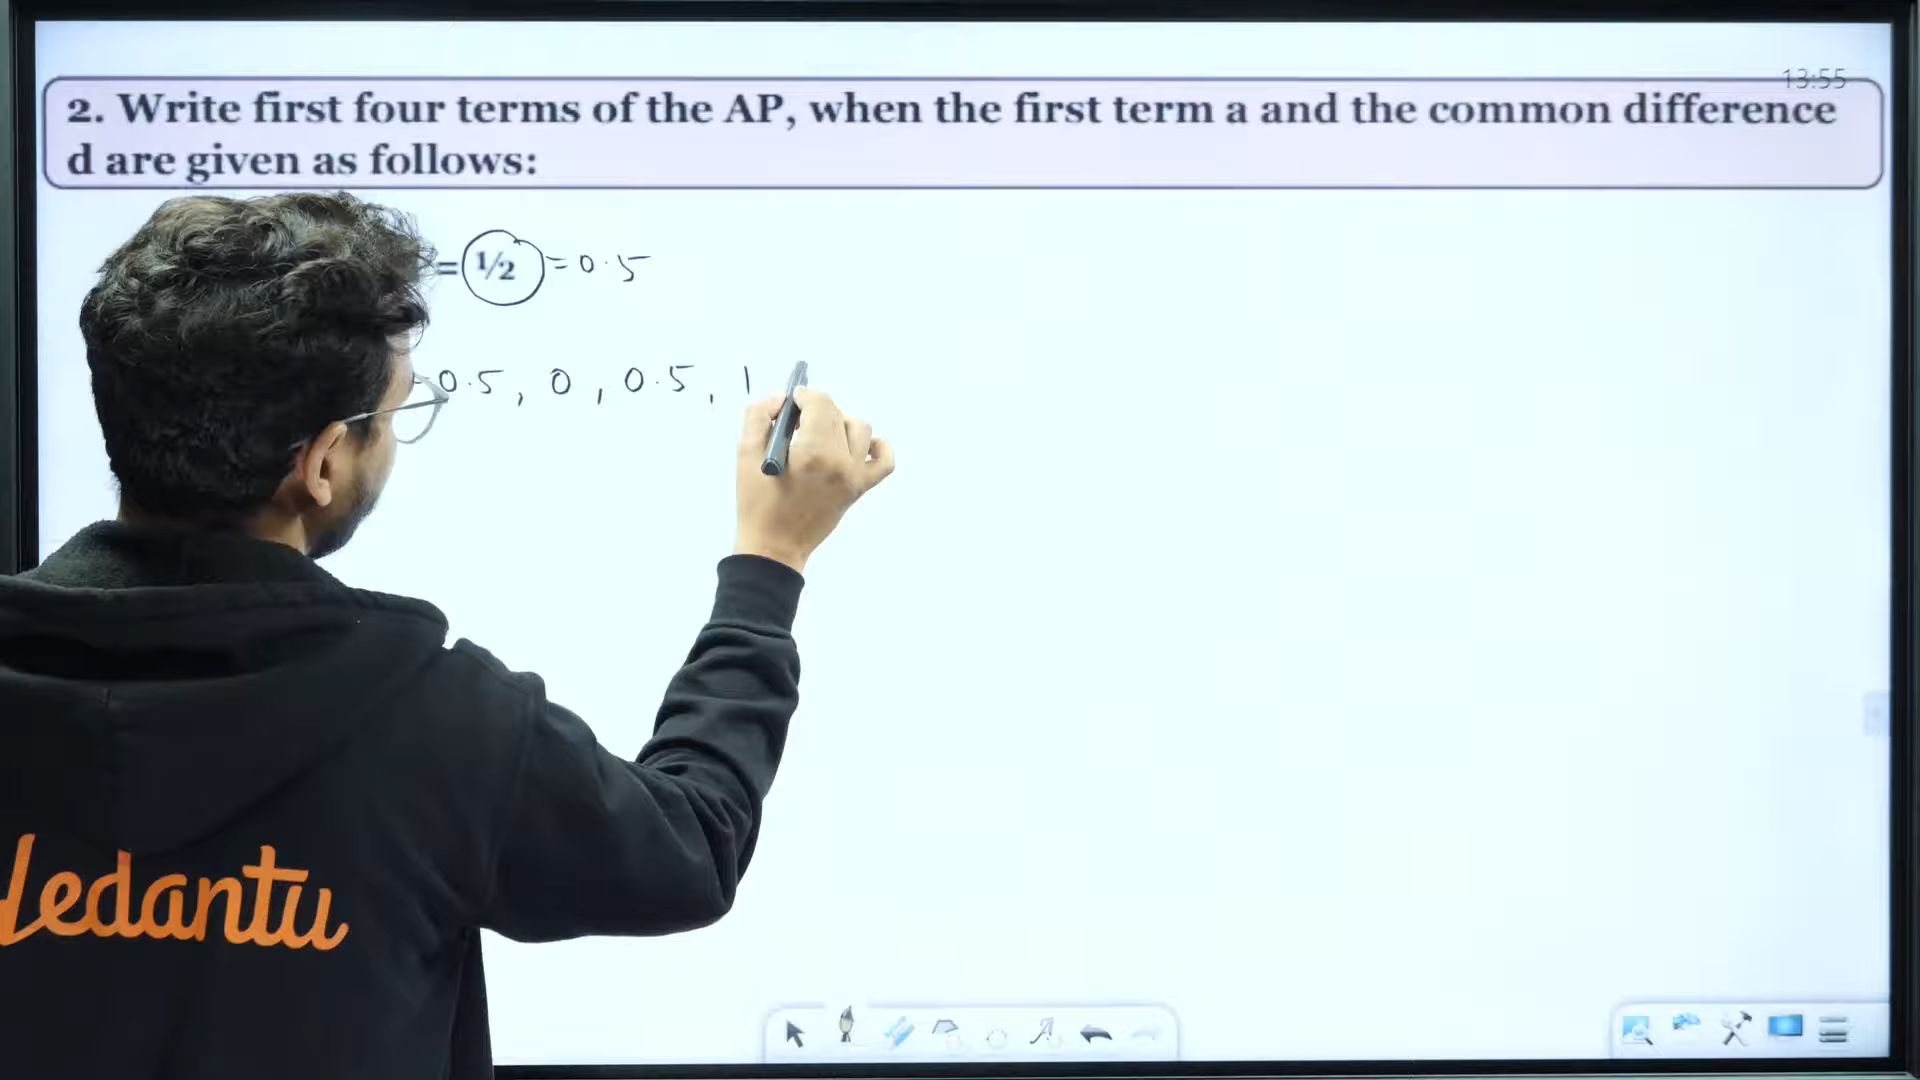 13:55
2. Write first four terms of the AP, when the first term a and the common difference
d are given as follows:
= 1/2 = 0.5
-0.5, 0, 0.5, 1
Vedantu